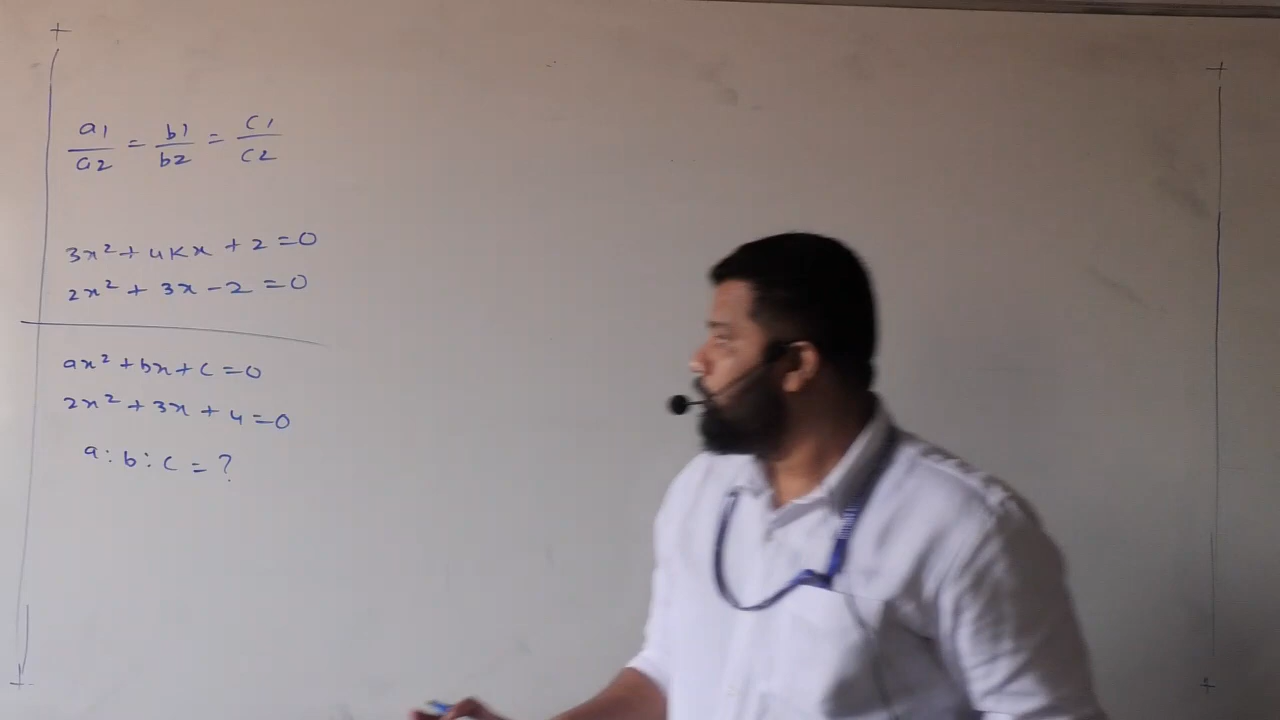 a1/a2 = b1/b2 = c1/c2
3x² + 4kx + 2 = 0
2x² + 3x - 2 = 0
ax² + bx + c = 0
2x² + 3x + 4 = 0
a : b : c = ?